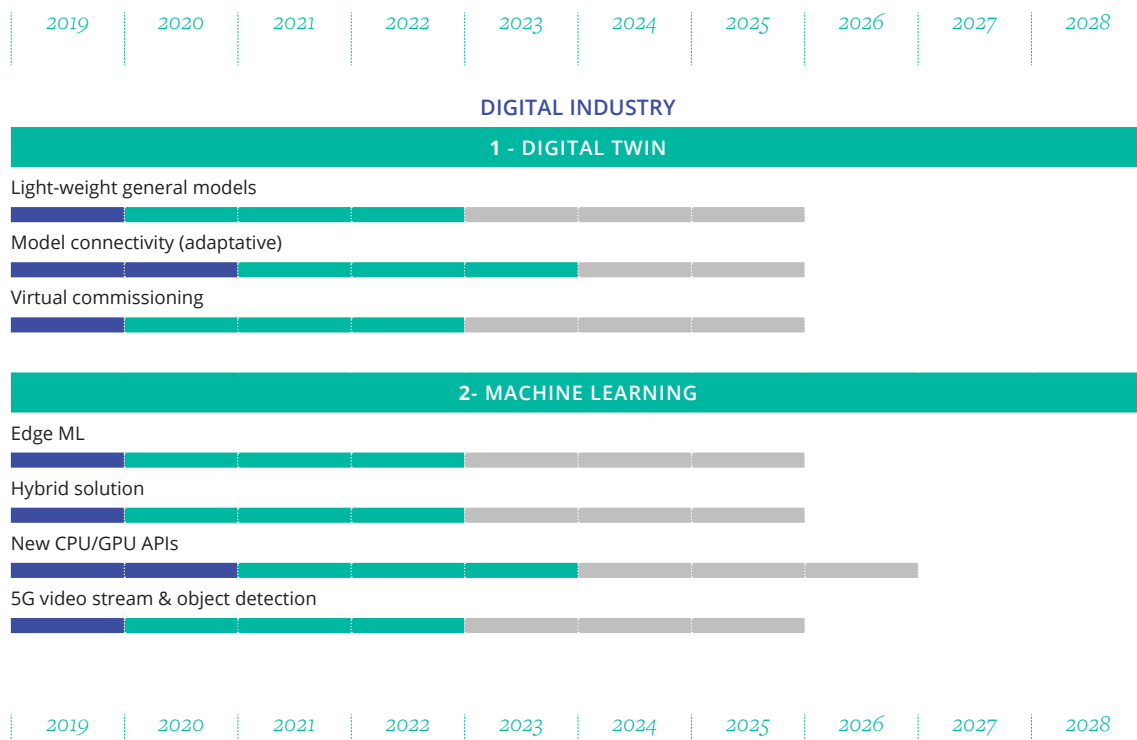 2019 2020 2021 2022 2023 2024 2025 2026 2027 2028
DIGITAL INDUSTRY
1 - DIGITAL TWIN
Light-weight general models
Model connectivity (adaptative)
Virtual commissioning
2- MACHINE LEARNING
Edge ML
Hybrid solution
New CPU/GPU APIs
5G video stream & object detection
2019 2020 2021 2022 2023 2024 2025 2026 2027 2028